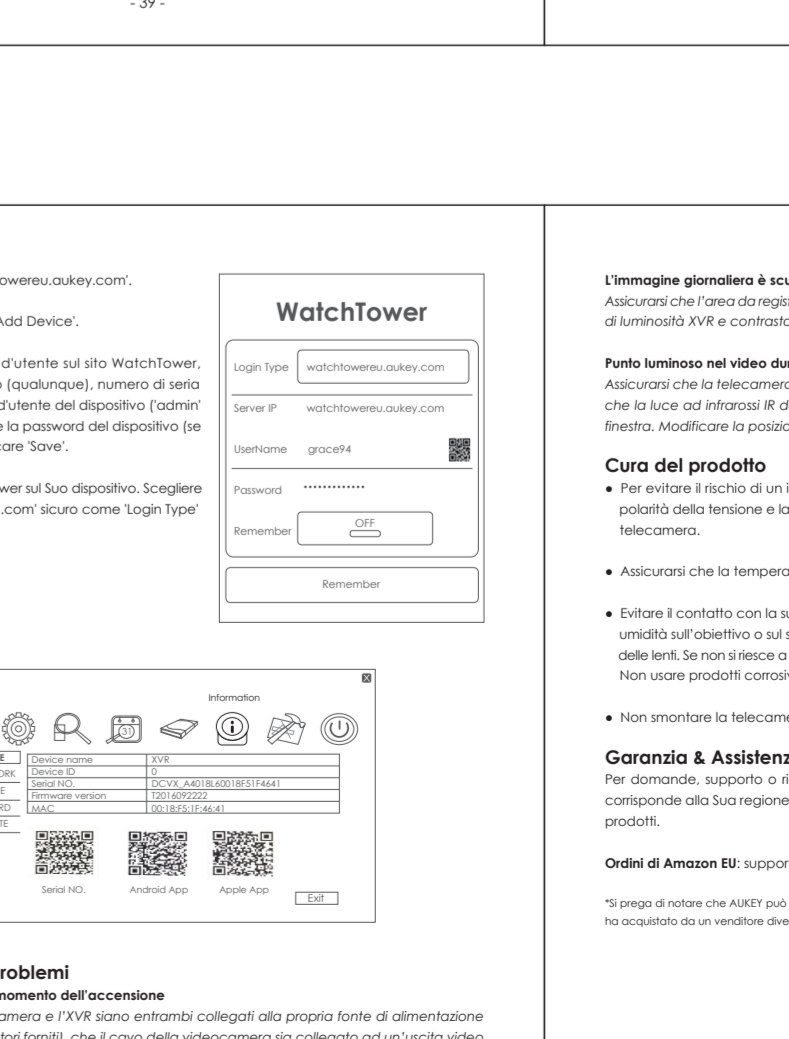 - 39 -
owereu.aukey.com'.
Add Device'.
d'utente sul sito WatchTower,
o (qualunque), numero di seria
d'utente del dispositivo ('admin'
e la password del dispositivo (se
care 'Save'.
wer sul Suo dispositivo. Scegliere
.com' sicuro come 'Login Type'
WatchTower
Login Type watchtowereu.aukey.com
Server IP watchtowereu.aukey.com
UserName grace94
Password ••••••••••••
Remember OFF
Remember
Information
31
E
ORK
E
RD
TE
Device name XVR
Device ID 0
Serial NO. DCVX_A4018L60018F51F4641
Firmware version T2016092222
MAC 00:18:F5:1F:46:41
Serial NO. Android App Apple App
Exit
roblemi
momento dell'accensione
amera e l'XVR siano entrambi collegati alla propria fonte di alimentazione
tori forniti), che il cavo della videocamera sia collegato ad un'uscita video
L'immagine giornaliera è scu
Assicurarsi che l'area da regist
di luminosità XVR e contrasto
Punto luminoso nel video dur
Assicurarsi che la telecamera
che la luce ad infrarossi IR d
finestra. Modificare la posizio
Cura del prodotto
● Per evitare il rischio di un i
polarità della tensione e la
telecamera.
● Assicurarsi che la tempera
● Evitare il contatto con la su
umidità sull'obiettivo o sul s
delle lenti. Se non si riesce a
Non usare prodotti corrosiv
● Non smontare la telecame
Garanzia & Assistenz
Per domande, supporto o ri
corrisponde alla Sua regione
prodotti.
Ordini di Amazon EU: suppor
*Si prega di notare che AUKEY può
ha acquistato da un venditore dive